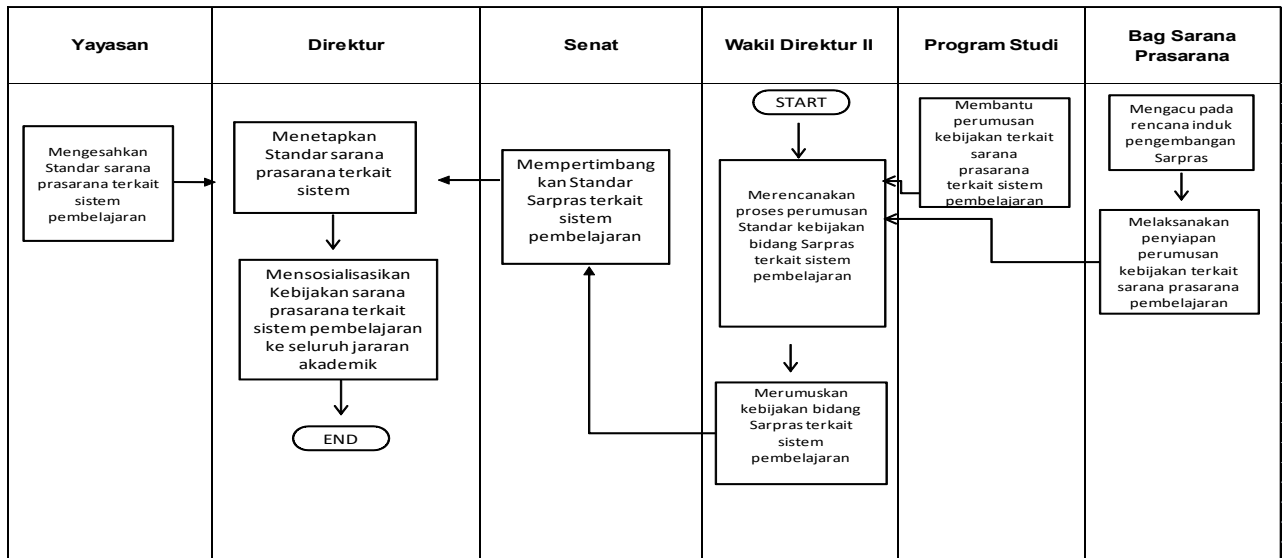 Yayasan
Direktur
Senat
Wakil Direktur II
Program Studi
Bag Sarana
Prasarana
Mengesahkan
Standar sarana
prasarana terkait
sistem
pembelajaran
Menetapkan
Standar sarana
prasarana terkait
sistem
Mensosialisasikan
Kebijakan sarana
prasarana terkait
sistem pembelajaran
ke seluruh jararan
akademik
END
Mempertimbang
kan Standar
Sarpras terkait
sistem
pembelajaran
START
Merencanakan
proses perumusan
Standar kebijakan
bidang Sarpras
terkait sistem
pembelajaran
Merumuskan
kebijakan bidang
Sarpras terkait
sistem
pembelajaran
Membantu
perumusan
kebijakan terkait
sarana
prasarana
terkait sistem
pembelajaran
Mengacu pada
rencana induk
pengembangan
Sarpras
Melaksanakan
penyiapan
perumusan
kebijakan terkait
sarana prasarana
pembelajaran